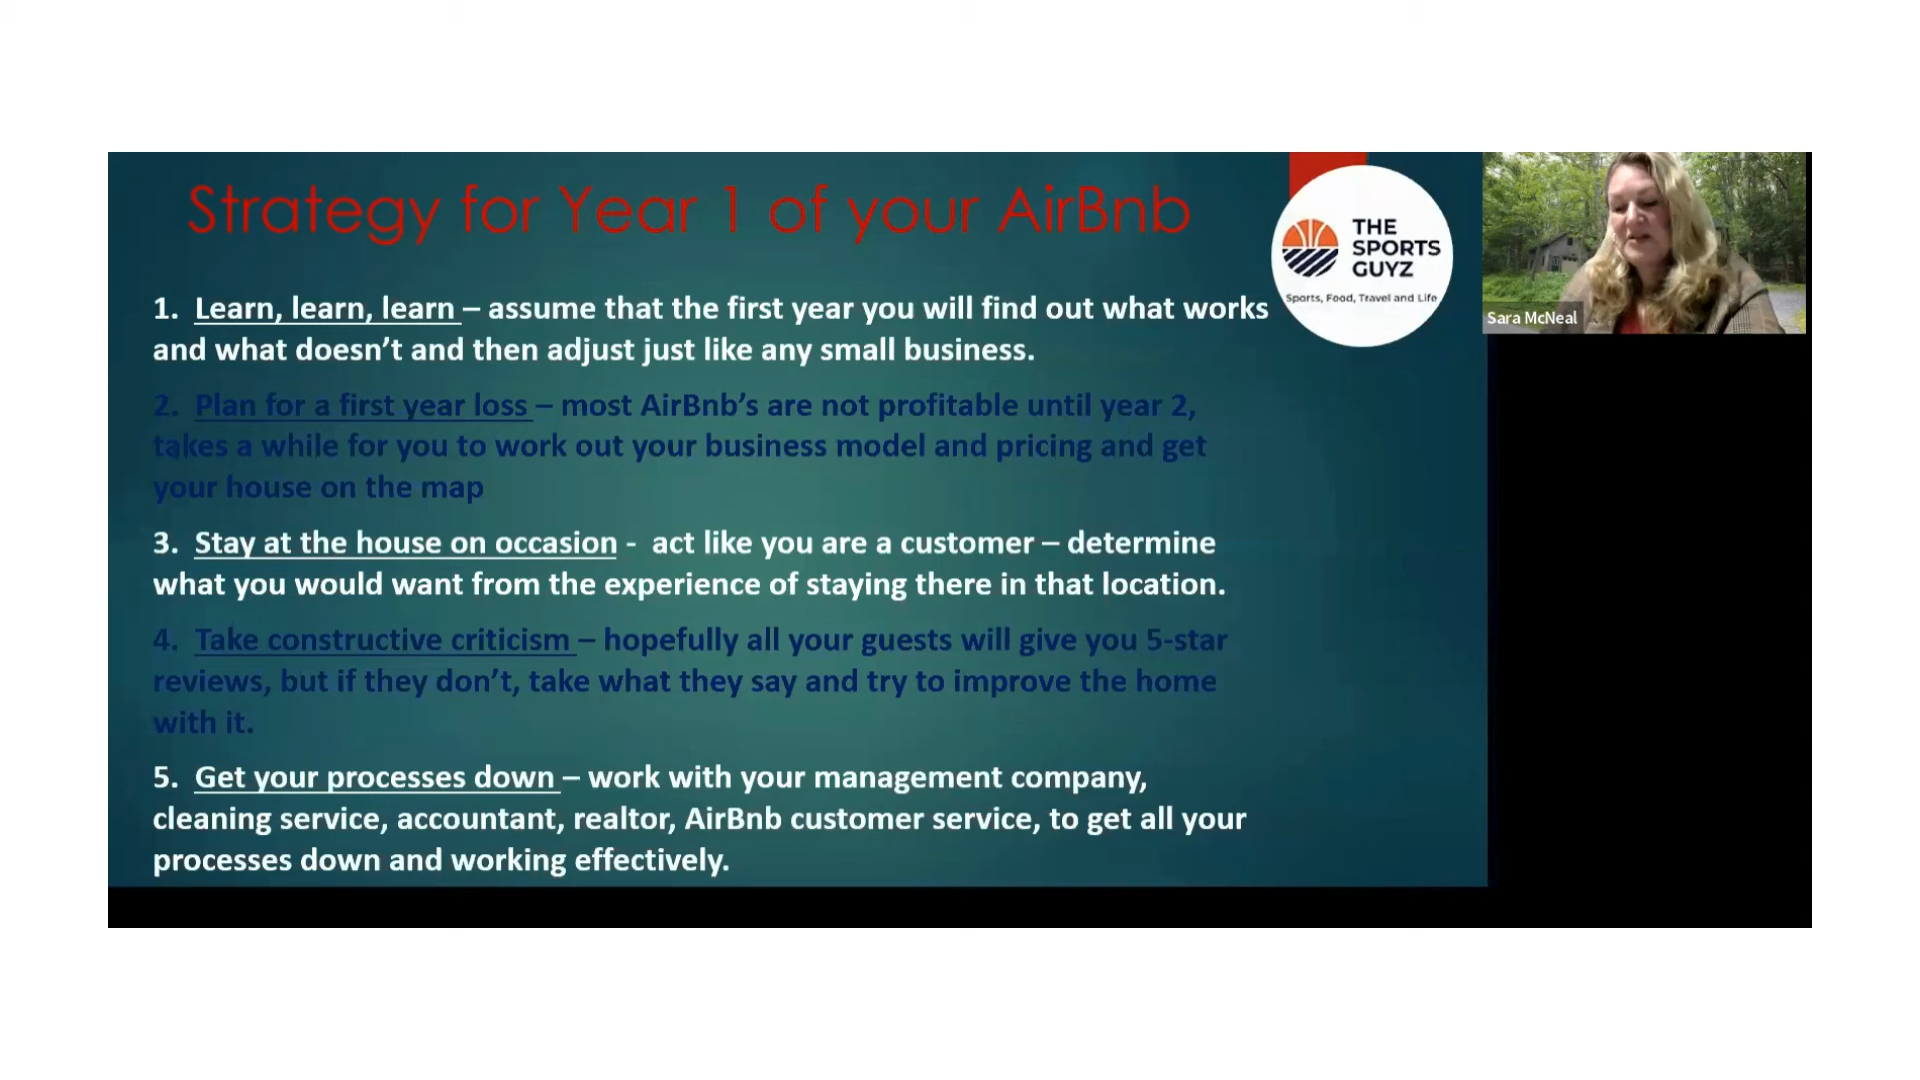 Strategy for Year 1 of your AirBnb
THE
SPORTS
GUYZ
Sports, Food, Travel and Life
Sara McNeal
1. Learn, learn, learn – assume that the first year you will find out what works
and what doesn’t and then adjust just like any small business.
2. Plan for a first year loss – most AirBnb’s are not profitable until year 2,
takes a while for you to work out your business model and pricing and get
your house on the map
3. Stay at the house on occasion - act like you are a customer – determine
what you would want from the experience of staying there in that location.
4. Take constructive criticism – hopefully all your guests will give you 5-star
reviews, but if they don’t, take what they say and try to improve the home
with it.
5. Get your processes down – work with your management company,
cleaning service, accountant, realtor, AirBnb customer service, to get all your
processes down and working effectively.